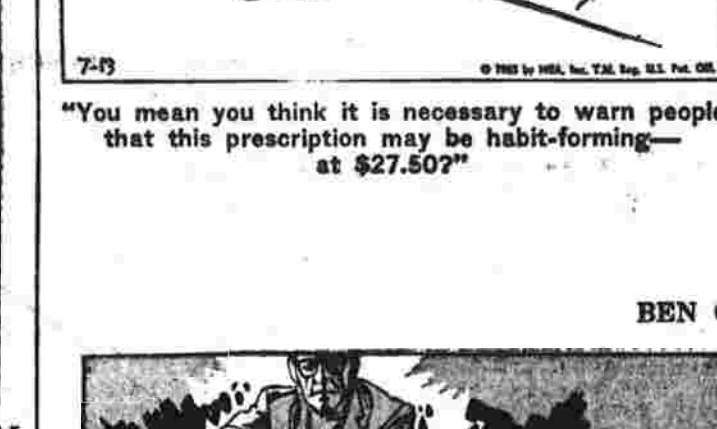 7-13
© 1965 by NEA, Inc. T.M. Reg. U.S. Pat. Off.
"You mean you think it is necessary to warn people
that this prescription may be habit-forming—
at $27.50?"
BEN